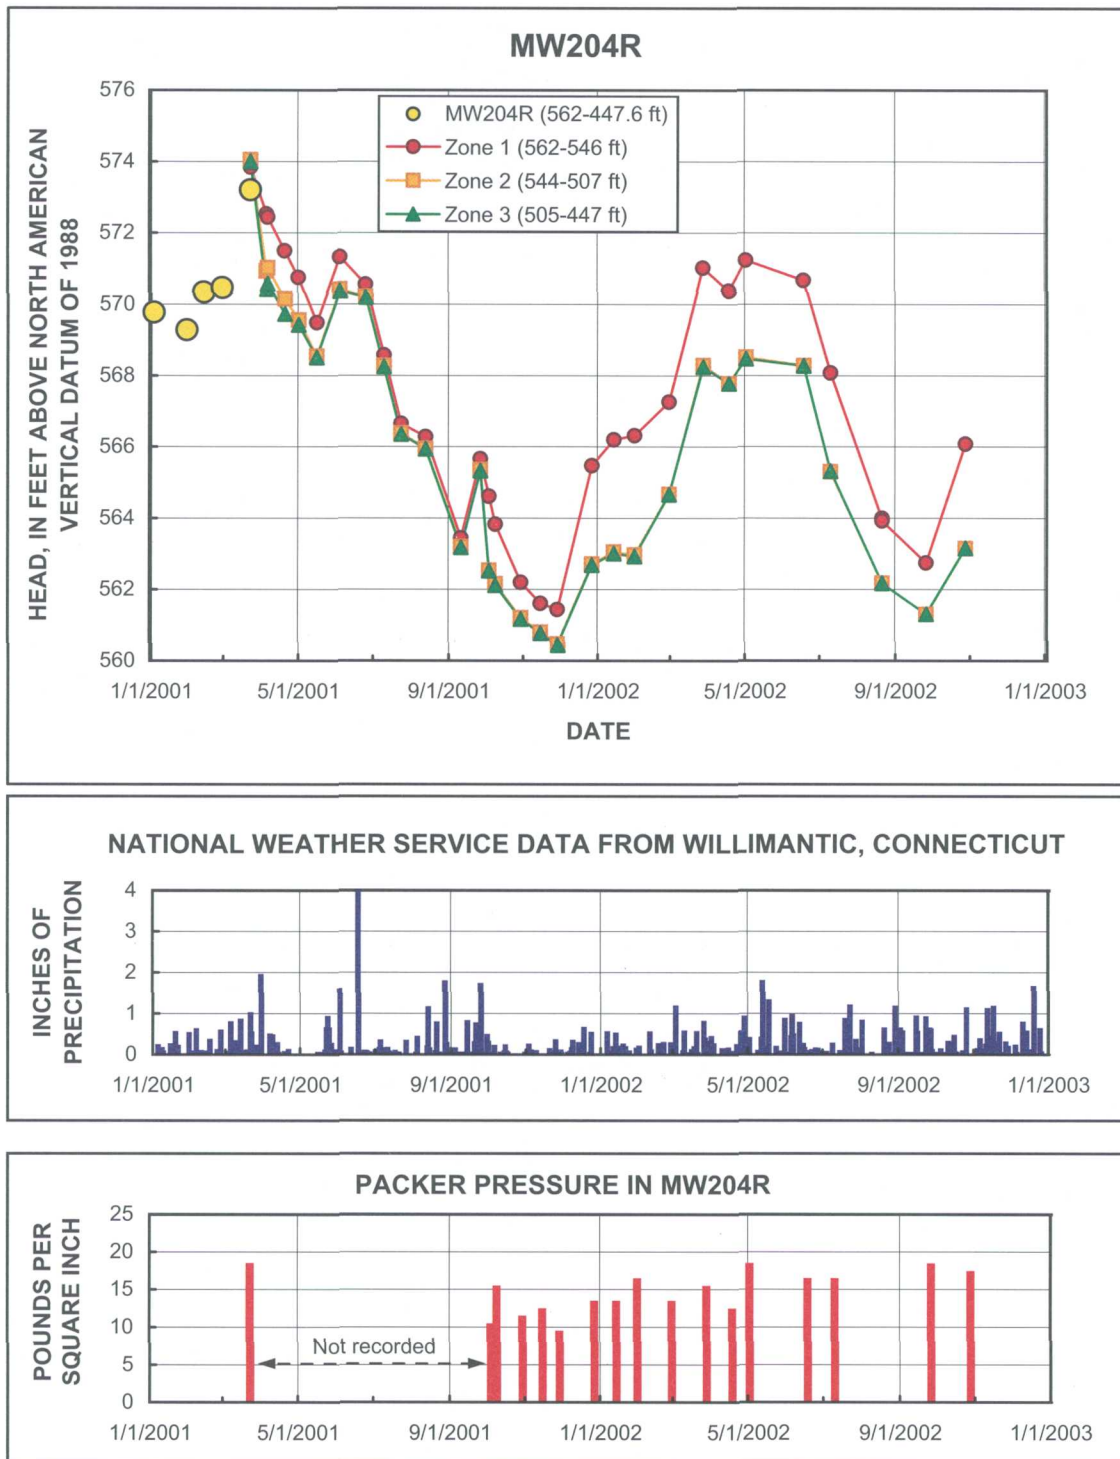 MW204R
HEAD, IN FEET ABOVE NORTH AMERICAN
VERTICAL DATUM OF 1988
576
574
572
570
568
566
564
562
560
MW204R (562-447.6 ft)
Zone 1 (562-546 ft)
Zone 2 (544-507 ft)
Zone 3 (505-447 ft)
1/1/2001 5/1/2001 9/1/2001 1/1/2002 5/1/2002 9/1/2002 1/1/2003
DATE
NATIONAL WEATHER SERVICE DATA FROM WILLIMANTIC, CONNECTICUT
INCHES OF
PRECIPITATION
4
3
2
1
0
1/1/2001 5/1/2001 9/1/2001 1/1/2002 5/1/2002 9/1/2002 1/1/2003
PACKER PRESSURE IN MW204R
POUNDS PER
SQUARE INCH
25
20
15
10
5
0
Not recorded
1/1/2001 5/1/2001 9/1/2001 1/1/2002 5/1/2002 9/1/2002 1/1/2003